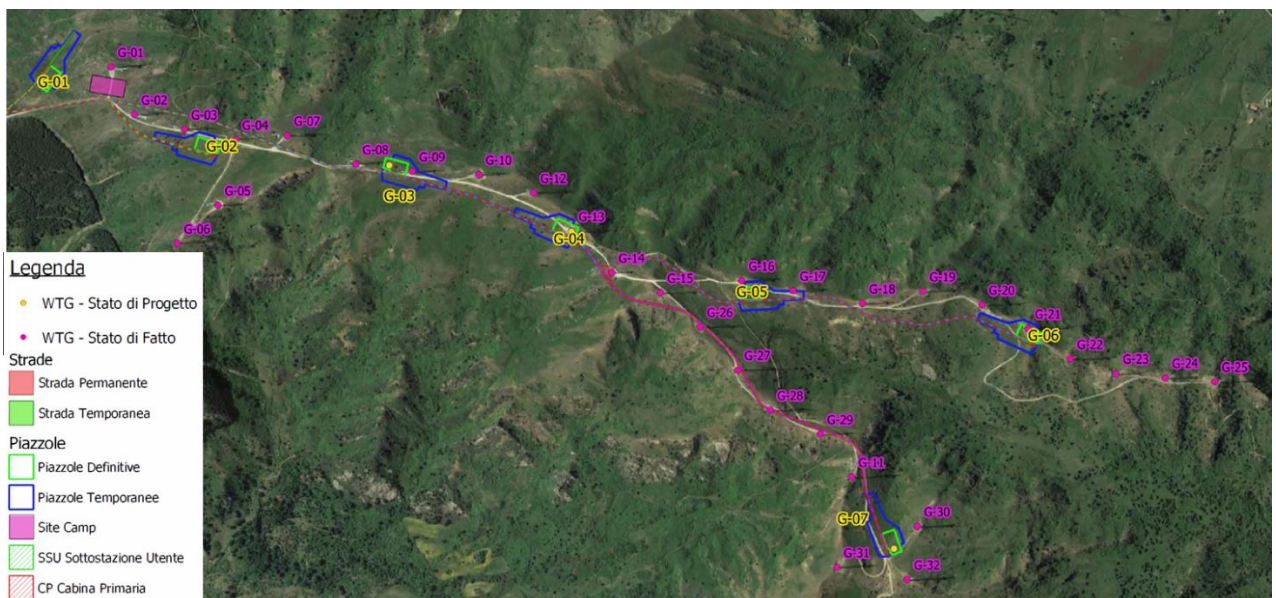 G-01
G-01
G-02
G-03
G-04
G-07
G-02
G-08
G-09
G-10
G-03
G-12
G-05
G-13
G-06
G-04
G-14
G-15
G-16
G-17
G-05
G-18
G-19
G-20
G-26
G-21
G-06
G-22
G-23
G-24
G-25
G-27
G-28
G-29
G-11
G-07
G-30
G-31
G-32
Legenda
WTG - Stato di Progetto
WTG - Stato di Fatto
Strade
Strada Permanente
Strada Temporanea
Piazzole
Piazzole Definitive
Piazzole Temporanee
Site Camp
SSU Sottostazione Utente
CP Cabina Primaria